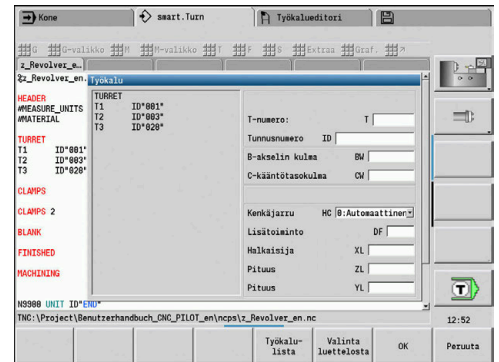 Kone smart.Turn Työkalueditori
G G-valikko M M-valikko T F S Extraa Graf.
z_Revolver_e…
z_Revolver_en. Työkalu
HEADER
#MEASURE_UNITS
#MATERIAL
TURRET
T1 ID"001"
T2 ID"003"
T3 ID"020"
CLAMPS
CLAMPS 2
BLANK
FINISHED
MACHINING
N9980 UNIT ID"END"
TURRET
T1 ID"001"
T2 ID"003"
T3 ID"020"
T-numero: T
Tunnusnumero ID
B-akselin kulma BW
C-kääntötasokulma CW
Kenkäjarru HC 0:Automaattinen
Lisätoiminto DF
Halkaisija XL
Pituus ZL
Pituus YL
TNC:\Project\Benutzerhandbuch_CNC_PILOT_en\ncps\z_Revolver_en.nc
T
12:52
Työkalu-
lista
Valinta
luettelosta
OK
Peruuta